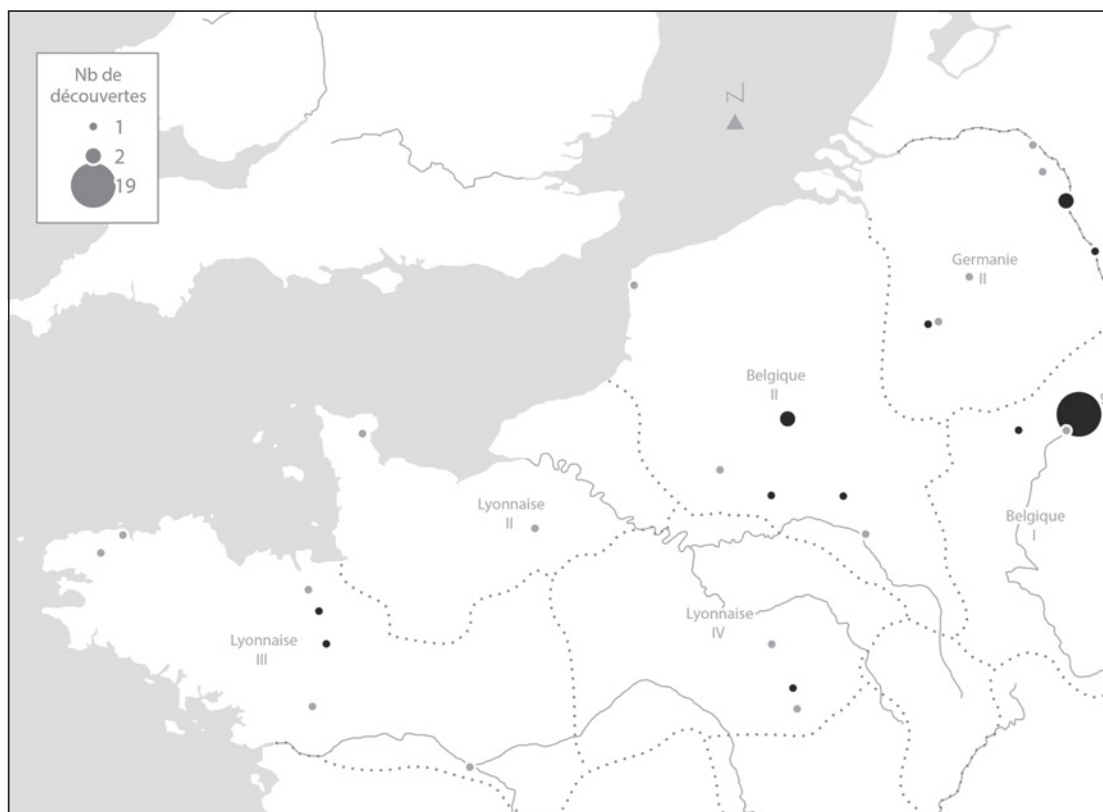 Nb de
découvertes
1
2
19
N
Germanie
II
Belgique
II
Lyonnaise
II
Belgique
I
Lyonnaise
IV
Lyonnaise
III